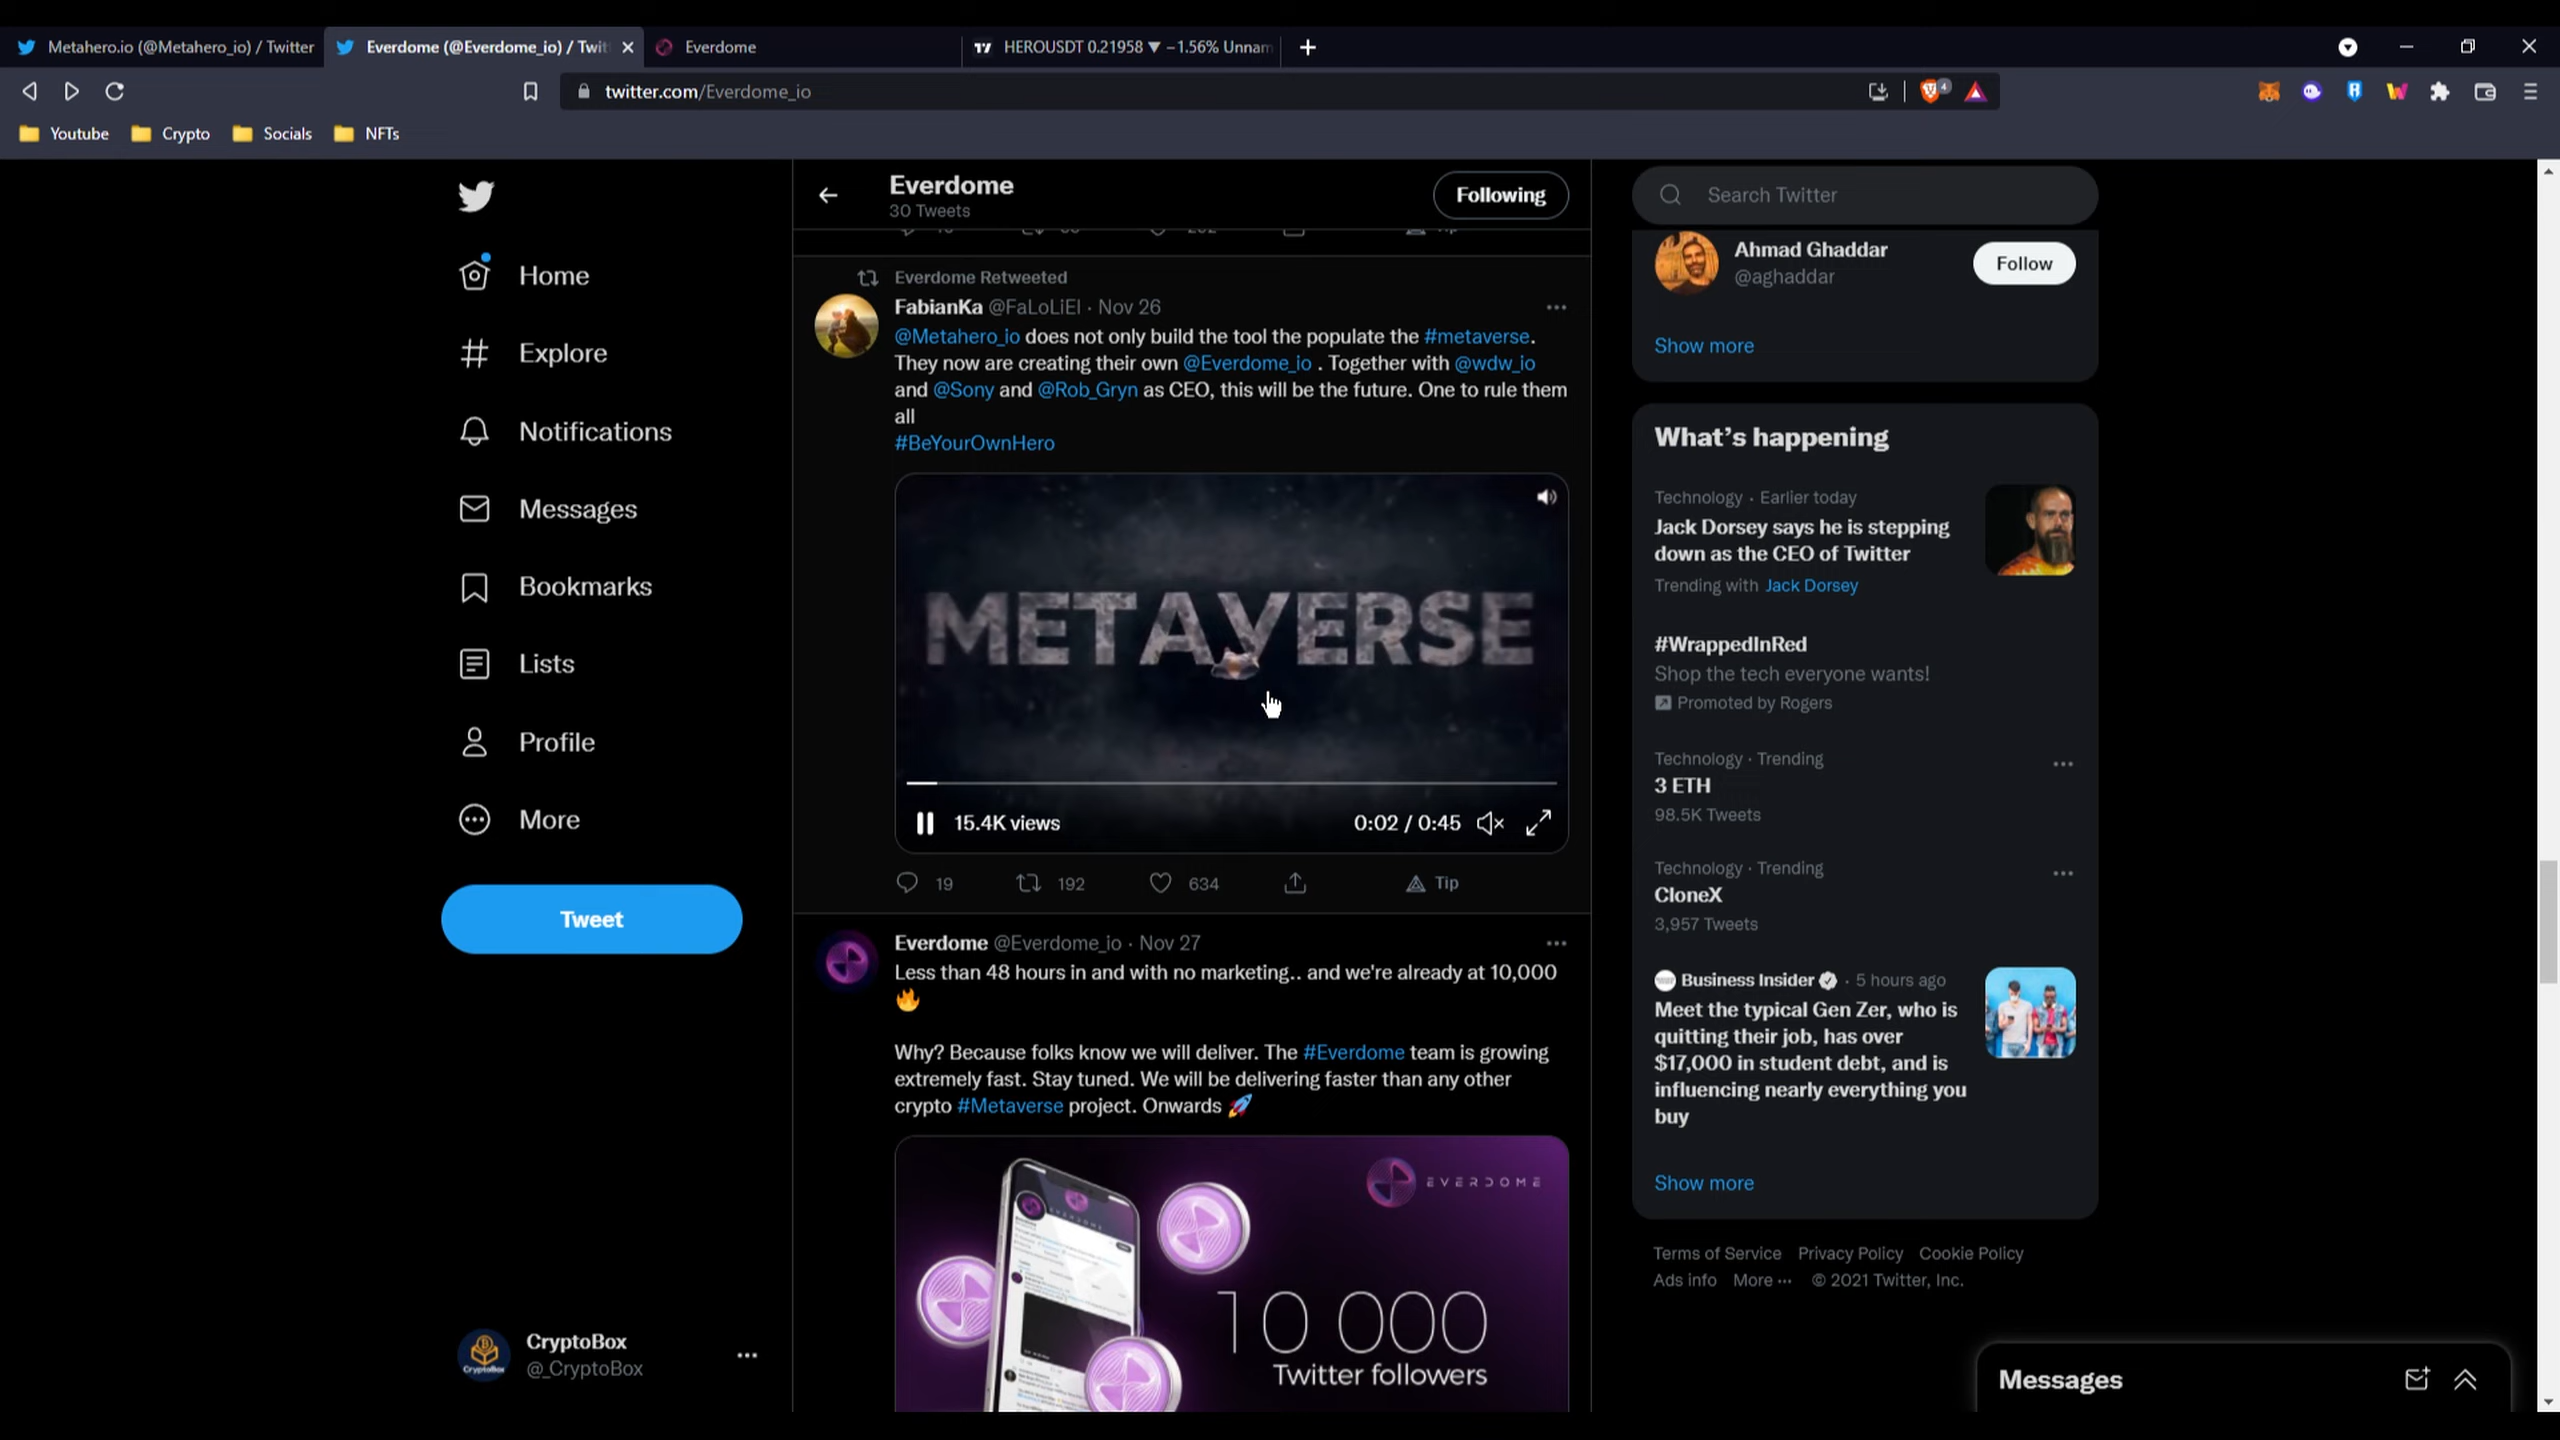 Metahero.io (@Metahero_io) / Twitter
Everdome (@Everdome_io) / Twit
Everdome
HEROUSDT 0.21958 ▼ −1.56% Unnam
twitter.com/Everdome_io
4
Youtube
Crypto
Socials
NFTs
Home
Explore
Notifications
Messages
Bookmarks
Lists
Profile
More
Tweet
CryptoBox
@_CryptoBox
Everdome
30 Tweets
Following
Everdome Retweeted
FabianKa @FaLoLiEl · Nov 26
@Metahero_io does not only build the tool the populate the #metaverse.
They now are creating their own @Everdome_io . Together with @wdw_io
and @Sony and @Rob_Gryn as CEO, this will be the future. One to rule them
all
#BeYourOwnHero
METAVERSE
15.4K views
0:02 / 0:45
19
192
634
Tip
Everdome @Everdome_io · Nov 27
Less than 48 hours in and with no marketing.. and we're already at 10,000
🔥
Why? Because folks know we will deliver. The #Everdome team is growing
extremely fast. Stay tuned. We will be delivering faster than any other
crypto #Metaverse project. Onwards 🚀
EVERDOME
10 000
Twitter followers
Search Twitter
Ahmad Ghaddar
@aghaddar
Follow
Show more
What's happening
Technology · Earlier today
Jack Dorsey says he is stepping
down as the CEO of Twitter
Trending with Jack Dorsey
#WrappedInRed
Shop the tech everyone wants!
Promoted by Rogers
Technology · Trending
3 ETH
98.5K Tweets
Technology · Trending
CloneX
3,957 Tweets
Business Insider · 5 hours ago
Meet the typical Gen Zer, who is
quitting their job, has over
$17,000 in student debt, and is
influencing nearly everything you
buy
Show more
Terms of Service Privacy Policy Cookie Policy
Ads info More ··· © 2021 Twitter, Inc.
Messages